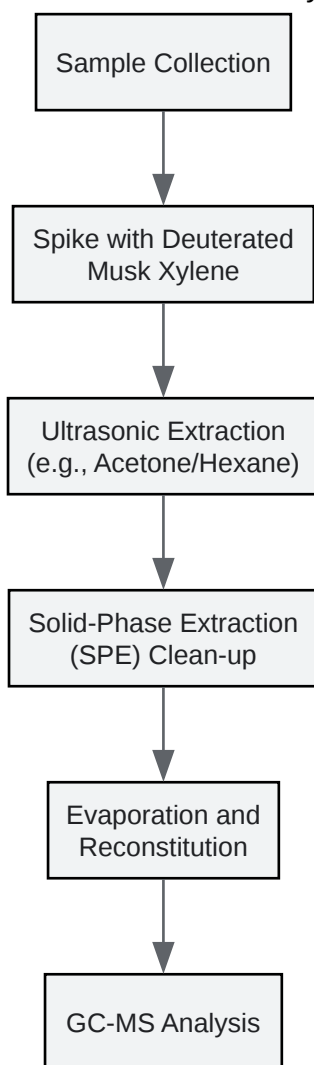 Sample Collection
Spike with Deuterated
Musk Xylene
Ultrasonic Extraction
(e.g., Acetone/Hexane)
Solid-Phase Extraction
(SPE) Clean-up
Evaporation and
Reconstitution
GC-MS Analysis